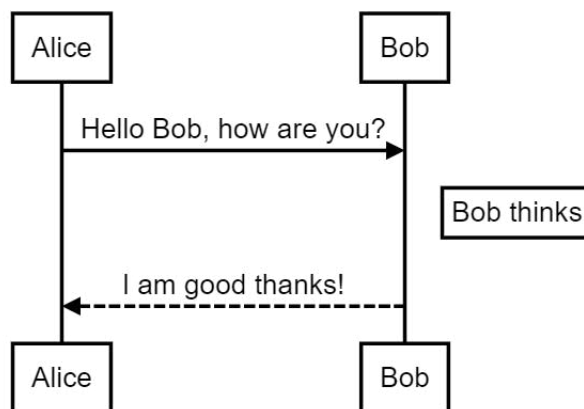 Alice Bob
Hello Bob, how are you?
Bob thinks
I am good thanks!
Alice Bob